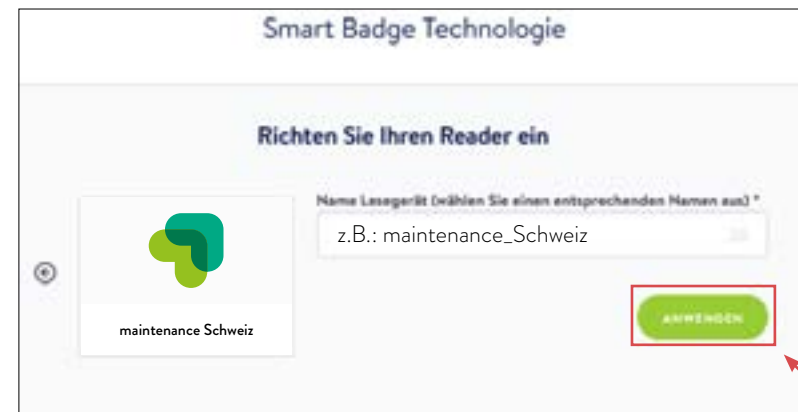 Smart Badge Technologie
Richten Sie Ihren Reader ein
Name Lesegerät (wählen Sie einen entsprechenden Namen aus) *
z.B.: maintenance_Schweiz
maintenance Schweiz
ANWENDEN